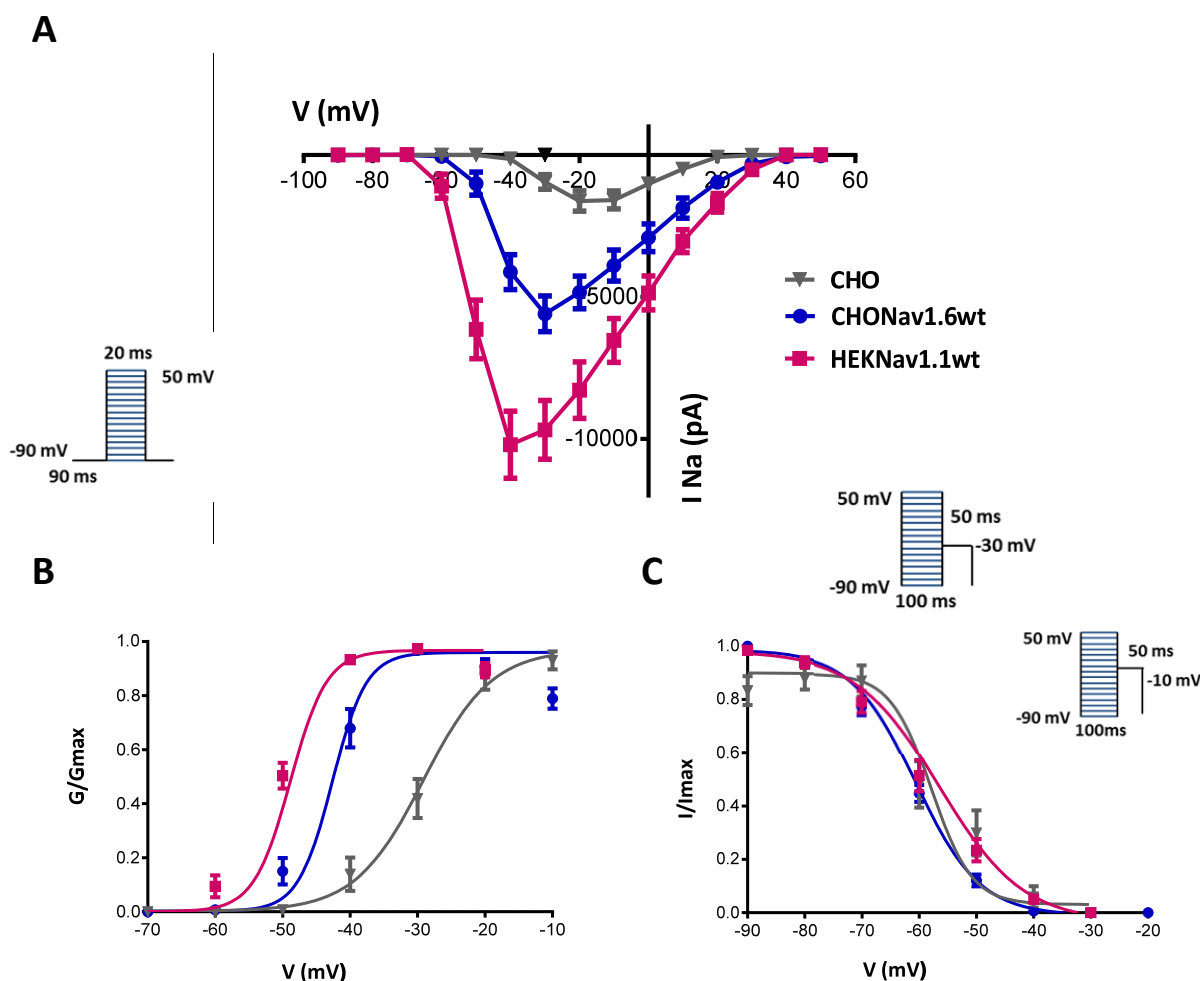 A
V (mV)
-100 -80 -40 -20 20 40 60
5000
-10000
I Na (pA)
CHO
CHONav1.6wt
HEKNav1.1wt
20 ms
50 mV
-90 mV
90 ms
50 mV
50 ms
-30 mV
-90 mV
100 ms
50 mV
50 ms
-10 mV
-90 mV
100ms
B
G/Gmax
1.0
0.8
0.6
0.4
0.2
0.0
-70 -60 -50 -40 -30 -20 -10
V (mV)
C
I/Imax
1.0
0.8
0.6
0.4
0.2
0.0
-90 -80 -70 -60 -50 -40 -30 -20
V (mV)